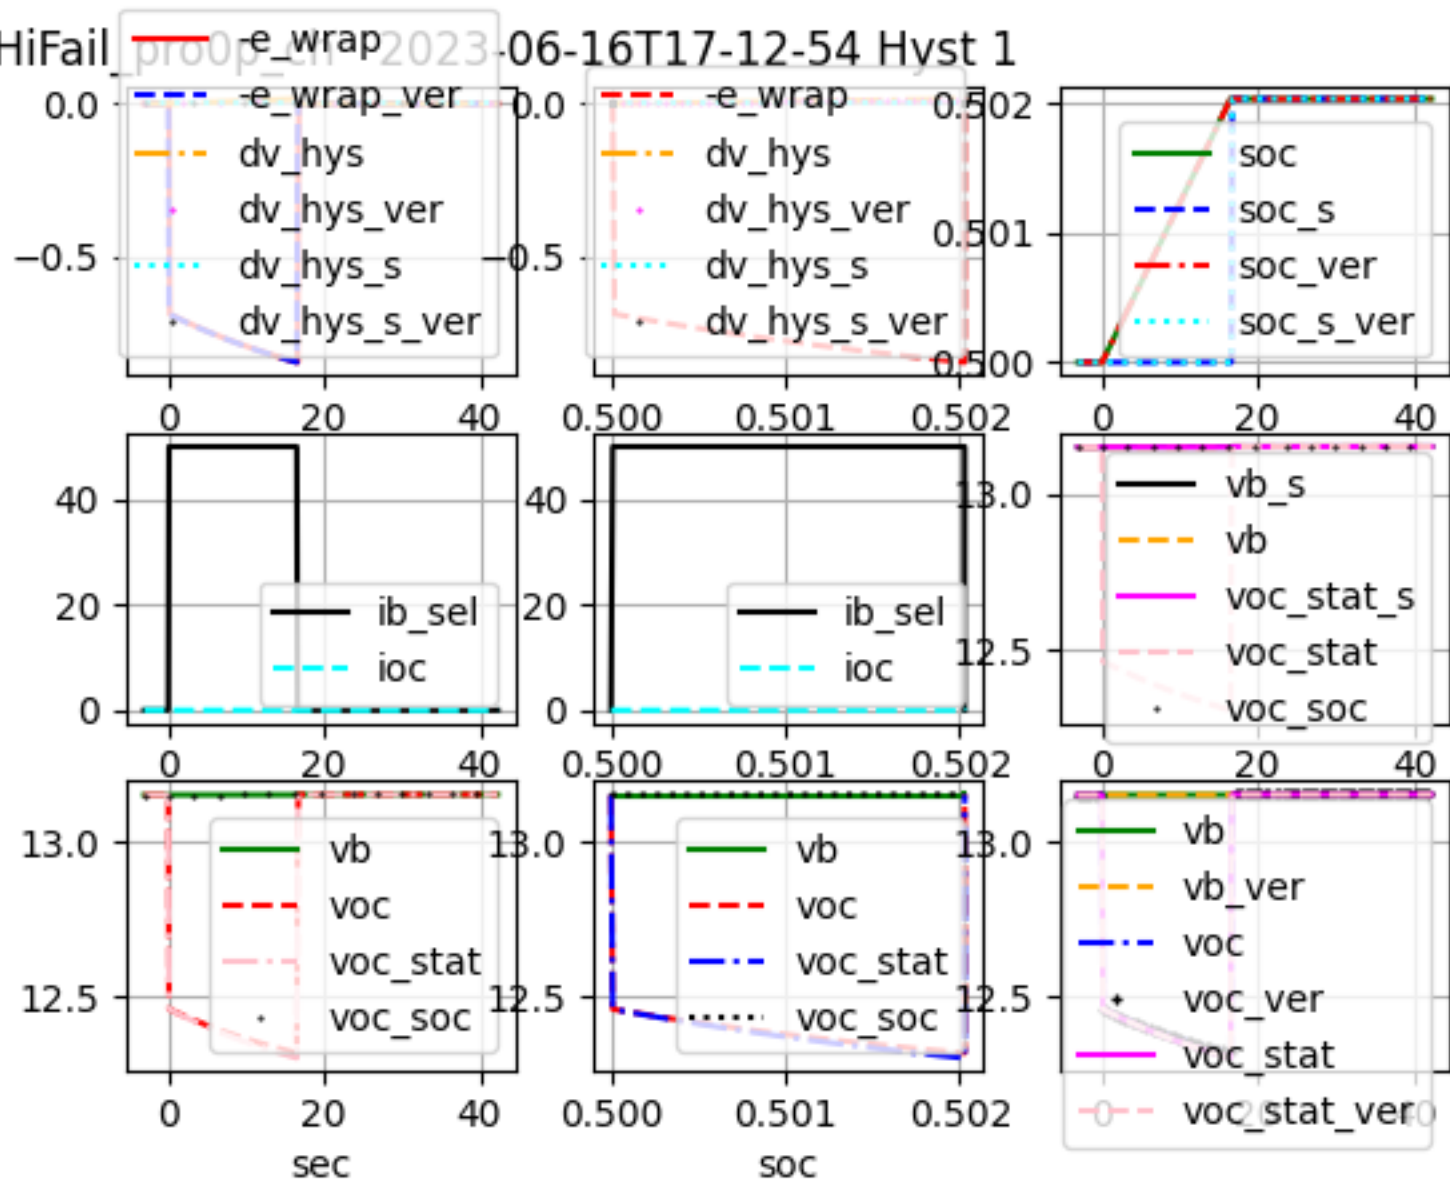 HiFail_pro0p_ch 2023-06-16T17-12-54 Hyst 1
-e_wrap
-e_wrap_ver
dv_hys
dv_hys_ver
dv_hys_s
dv_hys_s_ver
0.0
−0.5
0 20 40
-e_wrap
dv_hys
dv_hys_ver
dv_hys_s
dv_hys_s_ver
0.0
−0.5
0.500 0.501 0.502
soc
soc_s
soc_ver
soc_s_ver
0.502
0.501
0.500
0 20 40
40
20
0
ib_sel
ioc
0 20 40
40
20
0
ib_sel
ioc
0.500 0.501 0.502
13.0
12.5
vb_s
vb
voc_stat_s
voc_stat
voc_soc
0 20 40
13.0
12.5
vb
voc
voc_stat
voc_soc
0 20 40
sec
13.0
12.5
vb
voc
voc_stat
voc_soc
0.500 0.501 0.502
soc
13.0
12.5
vb
vb_ver
voc
voc_ver
voc_stat
voc_stat_ver
0 20 40